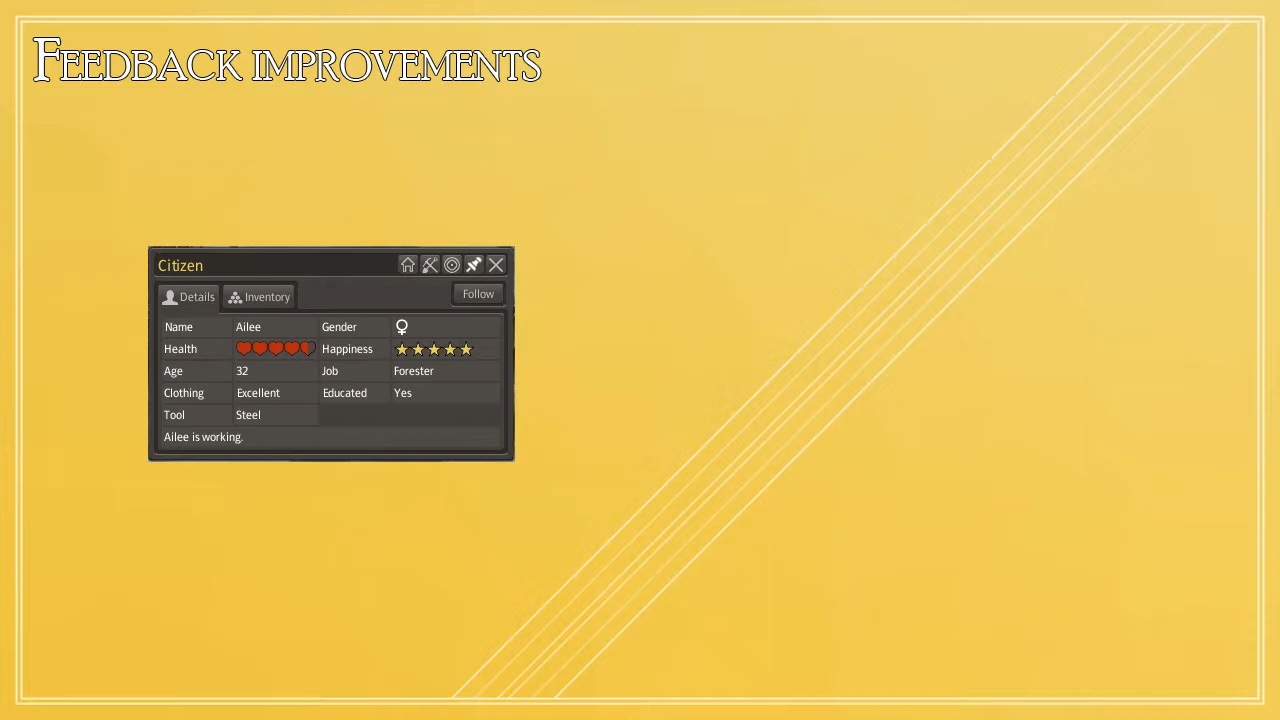 FEEDBACK IMPROVEMENTS
Citizen
Details Inventory Follow
Name Ailee Gender
Health Happiness
Age 32 Job Forester
Clothing Excellent Educated Yes
Tool Steel
Ailee is working.